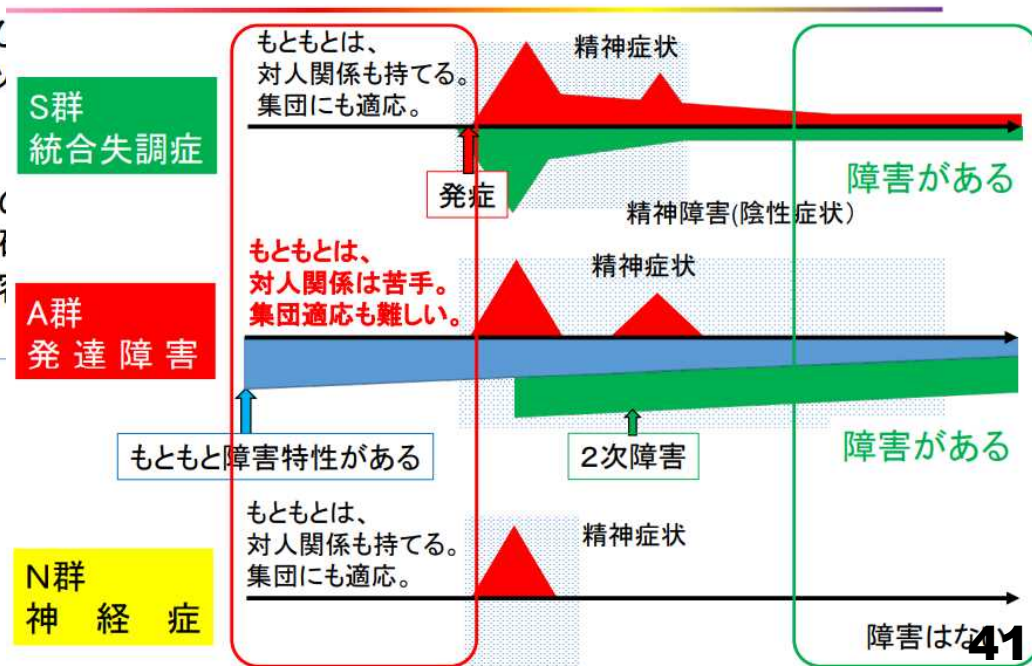 もともとは、
対人関係も持てる。
集団にも適応。
精神症状
S群
統合失調症
発症
障害がある
精神障害(陰性症状)
もともとは、
対人関係は苦手。
集団適応も難しい。
精神症状
A群
発達障害
もともと障害特性がある
2次障害
障害がある
もともとは、
対人関係も持てる。
集団にも適応。
精神症状
N群
神経症
障害はない
41